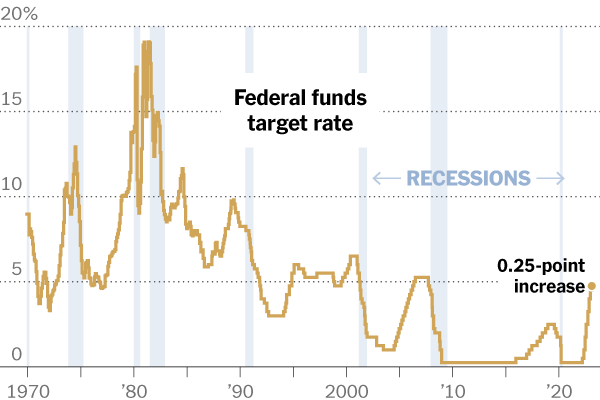 20%
Federal funds
target rate
15
RECESSIONS
10
0.25-point
increase
5
0
1970 ’80 ’90 2000 ’10 ’20